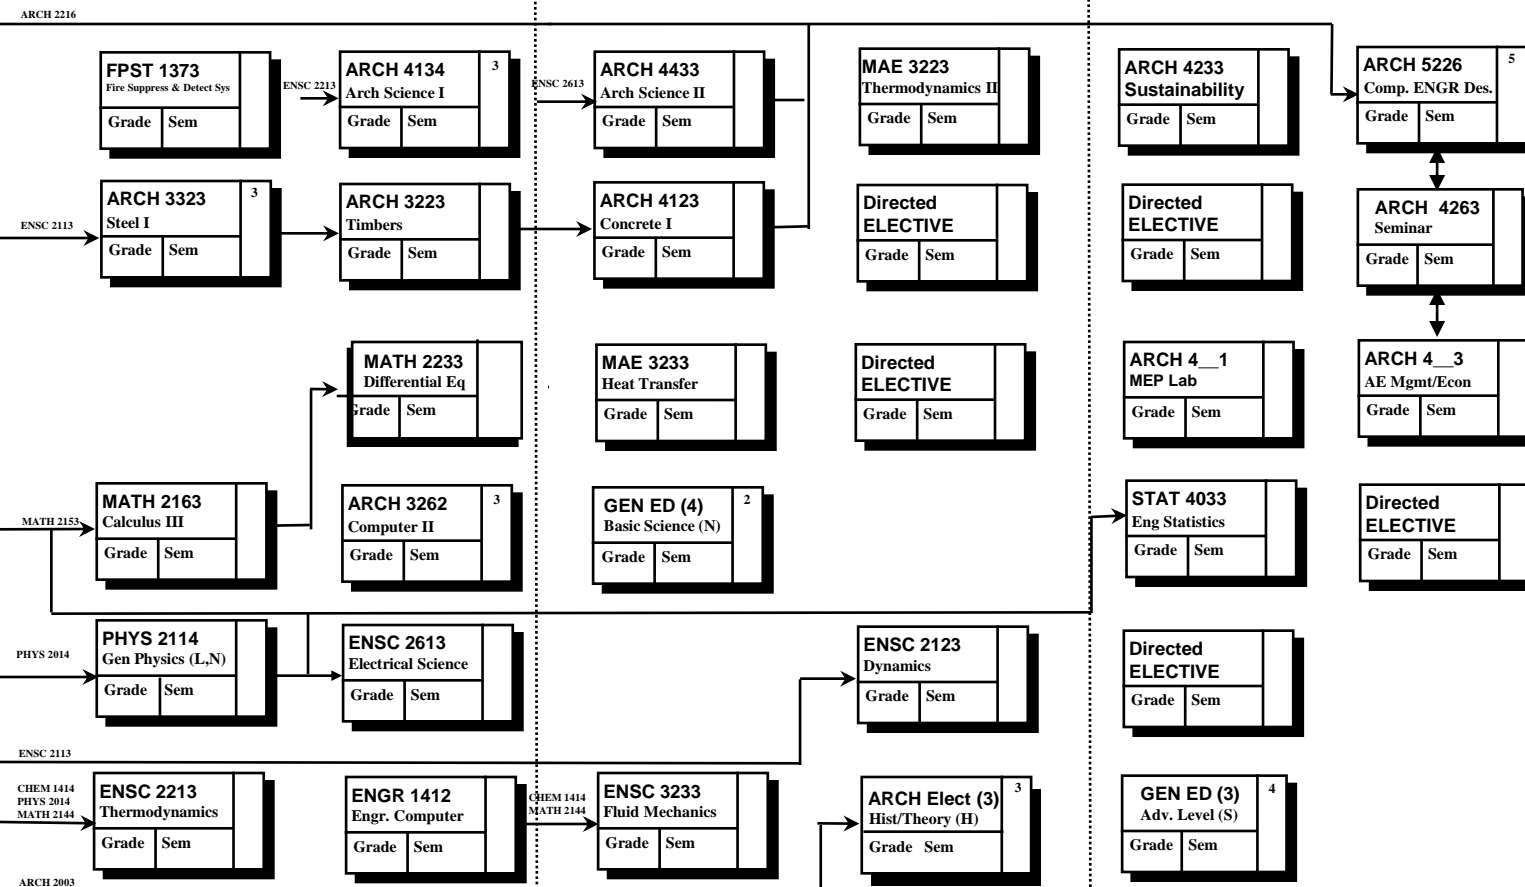 ARCH 2216
FPST 1373
Fire Suppress & Detect Sys
Grade Sem
ENSC 2213
ARCH 4134 3
Arch Science I
Grade Sem
ENSC 2613
ARCH 4433
Arch Science II
Grade Sem
MAE 3223
Thermodynamics II
Grade Sem
ARCH 4233
Sustainability
Grade Sem
ARCH 5226 5
Comp. ENGR Des.
Grade Sem
ENSC 2113
ARCH 3323 3
Steel I
Grade Sem
ARCH 3223
Timbers
Grade Sem
ARCH 4123
Concrete I
Grade Sem
Directed
ELECTIVE
Grade Sem
Directed
ELECTIVE
Grade Sem
ARCH 4263
Seminar
Grade Sem
MATH 2233
Differential Eq
Grade Sem
MAE 3233
Heat Transfer
Grade Sem
Directed
ELECTIVE
Grade Sem
ARCH 4__1
MEP Lab
Grade Sem
ARCH 4__3
AE Mgmt/Econ
Grade Sem
MATH 2153
MATH 2163
Calculus III
Grade Sem
ARCH 3262 3
Computer II
Grade Sem
GEN ED (4) 2
Basic Science (N)
Grade Sem
STAT 4033
Eng Statistics
Grade Sem
Directed
ELECTIVE
Grade Sem
PHYS 2014
PHYS 2114
Gen Physics (L,N)
Grade Sem
ENSC 2613
Electrical Science
Grade Sem
ENSC 2123
Dynamics
Grade Sem
Directed
ELECTIVE
Grade Sem
ENSC 2113
CHEM 1414
PHYS 2014
MATH 2144
ENSC 2213
Thermodynamics
Grade Sem
ENGR 1412
Engr. Computer
Grade Sem
CHEM 1414
MATH 2144
ENSC 3233
Fluid Mechanics
Grade Sem
ARCH Elect (3) 3
Hist/Theory (H)
Grade Sem
GEN ED (3) 4
Adv. Level (S)
Grade Sem
ARCH 2003